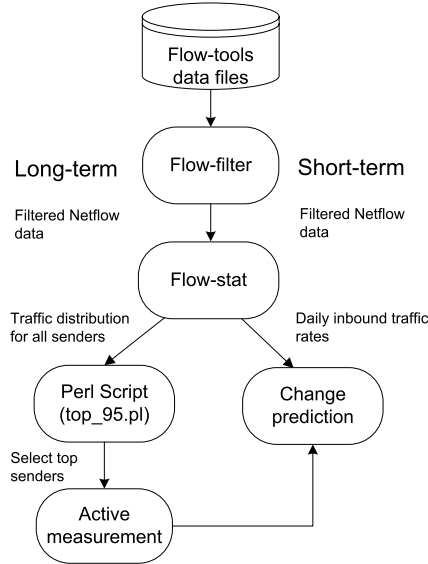 Flow-tools
data files
Flow-filter
Long-term
Short-term
Filtered Netflow
data
Filtered Netflow
data
Flow-stat
Traffic distribution
for all senders
Daily inbound traffic
rates
Perl Script
(top_95.pl)
Change
prediction
Select top
senders
Active
measurement